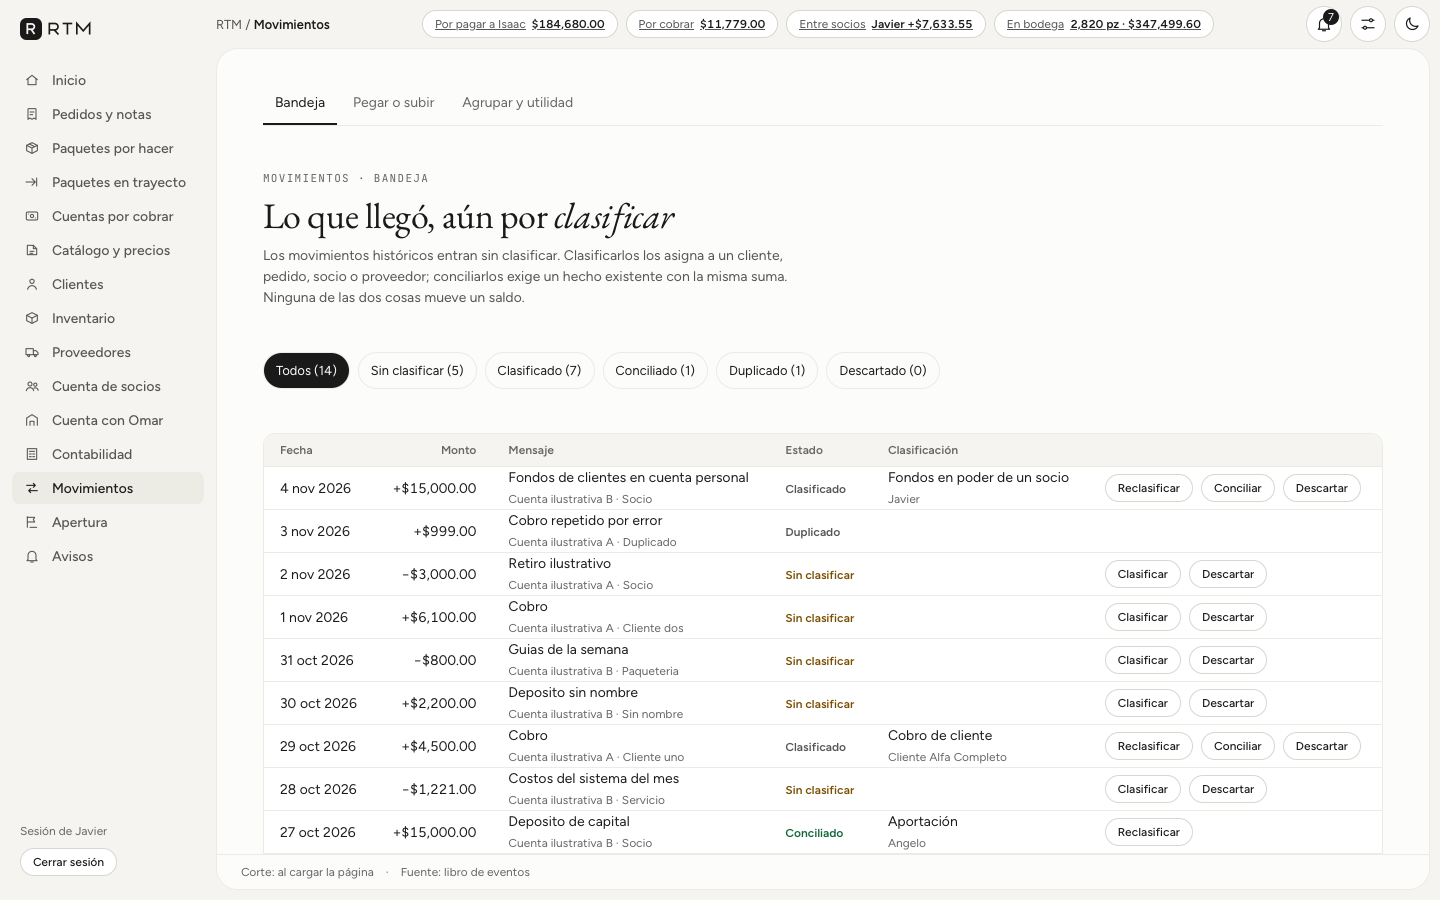 R RTM
RTM / Movimientos
Por pagar a Isaac $184,680.00
Por cobrar $11,779.00
Entre socios Javier +$7,633.55
En bodega 2,820 pz · $347,499.60
7
Inicio
Pedidos y notas
Paquetes por hacer
Paquetes en trayecto
Cuentas por cobrar
Catálogo y precios
Clientes
Inventario
Proveedores
Cuenta de socios
Cuenta con Omar
Contabilidad
Movimientos
Apertura
Avisos
Sesión de Javier
Cerrar sesión
Bandeja Pegar o subir Agrupar y utilidad
MOVIMIENTOS · BANDEJA
Lo que llegó, aún por clasificar
Los movimientos históricos entran sin clasificar. Clasificarlos los asigna a un cliente,
pedido, socio o proveedor; conciliarlos exige un hecho existente con la misma suma.
Ninguna de las dos cosas mueve un saldo.
Todos (14) Sin clasificar (5) Clasificado (7) Conciliado (1) Duplicado (1) Descartado (0)
Fecha Monto Mensaje Estado Clasificación
4 nov 2026 +$15,000.00 Fondos de clientes en cuenta personal Clasificado Fondos en poder de un socio Reclasificar Conciliar Descartar
Cuenta ilustrativa B · Socio Javier
3 nov 2026 +$999.00 Cobro repetido por error Duplicado
Cuenta ilustrativa A · Duplicado
2 nov 2026 −$3,000.00 Retiro ilustrativo Sin clasificar Clasificar Descartar
Cuenta ilustrativa A · Socio
1 nov 2026 +$6,100.00 Cobro Sin clasificar Clasificar Descartar
Cuenta ilustrativa A · Cliente dos
31 oct 2026 −$800.00 Guias de la semana Sin clasificar Clasificar Descartar
Cuenta ilustrativa B · Paqueteria
30 oct 2026 +$2,200.00 Deposito sin nombre Sin clasificar Clasificar Descartar
Cuenta ilustrativa B · Sin nombre
29 oct 2026 +$4,500.00 Cobro Clasificado Cobro de cliente Reclasificar Conciliar Descartar
Cuenta ilustrativa A · Cliente uno Cliente Alfa Completo
28 oct 2026 −$1,221.00 Costos del sistema del mes Sin clasificar Clasificar Descartar
Cuenta ilustrativa B · Servicio
27 oct 2026 +$15,000.00 Deposito de capital Conciliado Aportación Reclasificar
Cuenta ilustrativa B · Socio Angelo
Corte: al cargar la página · Fuente: libro de eventos